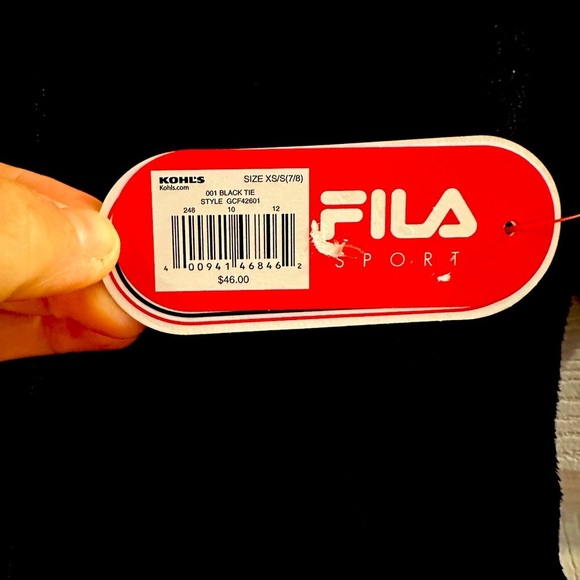 KOHL'S SIZE XS/S(7/8)
Kohls.com
001 BLACK TIE
STYLE GCF42601
248 10 12
4 00941 46846 2
$46.00
FILA
SPORT